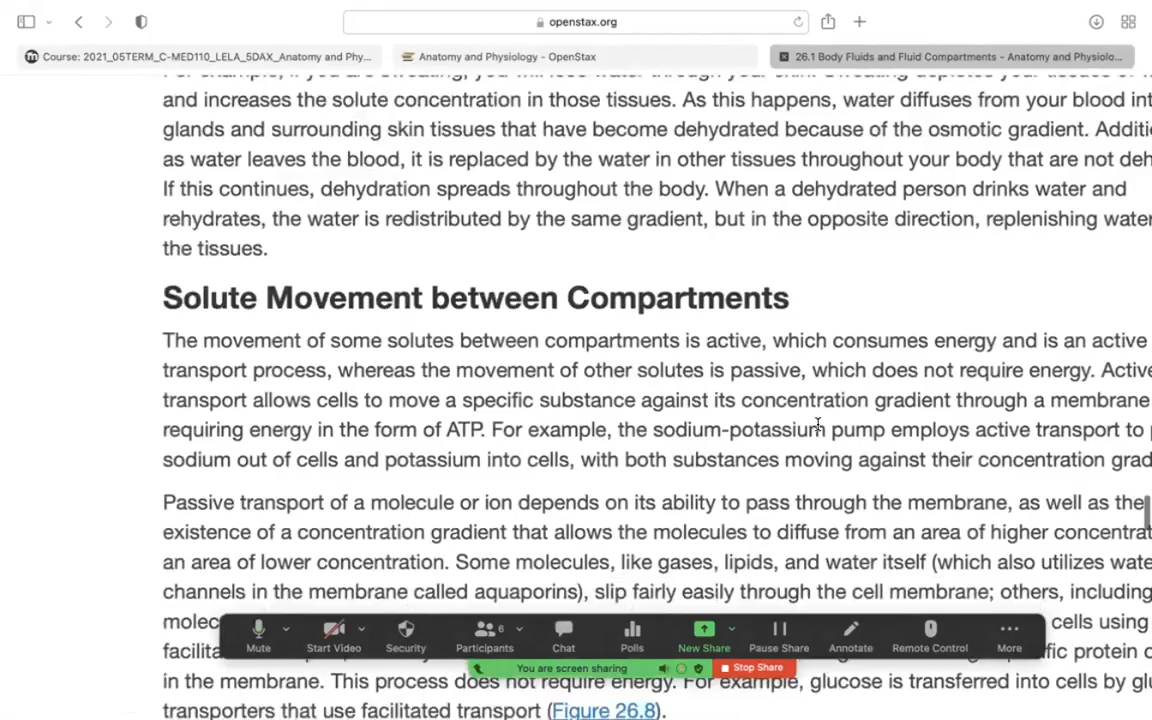 openstax.org
Course: 2021_05TERM_C-MED110_LELA_5DAX_Anatomy and Phy...
Anatomy and Physiology - OpenStax
26.1 Body Fluids and Fluid Compartments - Anatomy and Physiolo...
and increases the solute concentration in those tissues. As this happens, water diffuses from your blood int
glands and surrounding skin tissues that have become dehydrated because of the osmotic gradient. Additi
as water leaves the blood, it is replaced by the water in other tissues throughout your body that are not deh
If this continues, dehydration spreads throughout the body. When a dehydrated person drinks water and
rehydrates, the water is redistributed by the same gradient, but in the opposite direction, replenishing water
the tissues.
Solute Movement between Compartments
The movement of some solutes between compartments is active, which consumes energy and is an active
transport process, whereas the movement of other solutes is passive, which does not require energy. Active
transport allows cells to move a specific substance against its concentration gradient through a membrane
requiring energy in the form of ATP. For example, the sodium-potassium pump employs active transport to
sodium out of cells and potassium into cells, with both substances moving against their concentration grad
Passive transport of a molecule or ion depends on its ability to pass through the membrane, as well as the
existence of a concentration gradient that allows the molecules to diffuse from an area of higher concentrat
an area of lower concentration. Some molecules, like gases, lipids, and water itself (which also utilizes wate
channels in the membrane called aquaporins), slip fairly easily through the cell membrane; others, including
molec cells using
facilita fic protein
in the membrane. This process does not require energy. For example, glucose is transferred into cells by glu
transporters that use facilitated transport (Figure 26.8).
Mute
Start Video
Security
6
Participants
Chat
Polls
New Share
Pause Share
Annotate
Remote Control
More
You are screen sharing
Stop Share